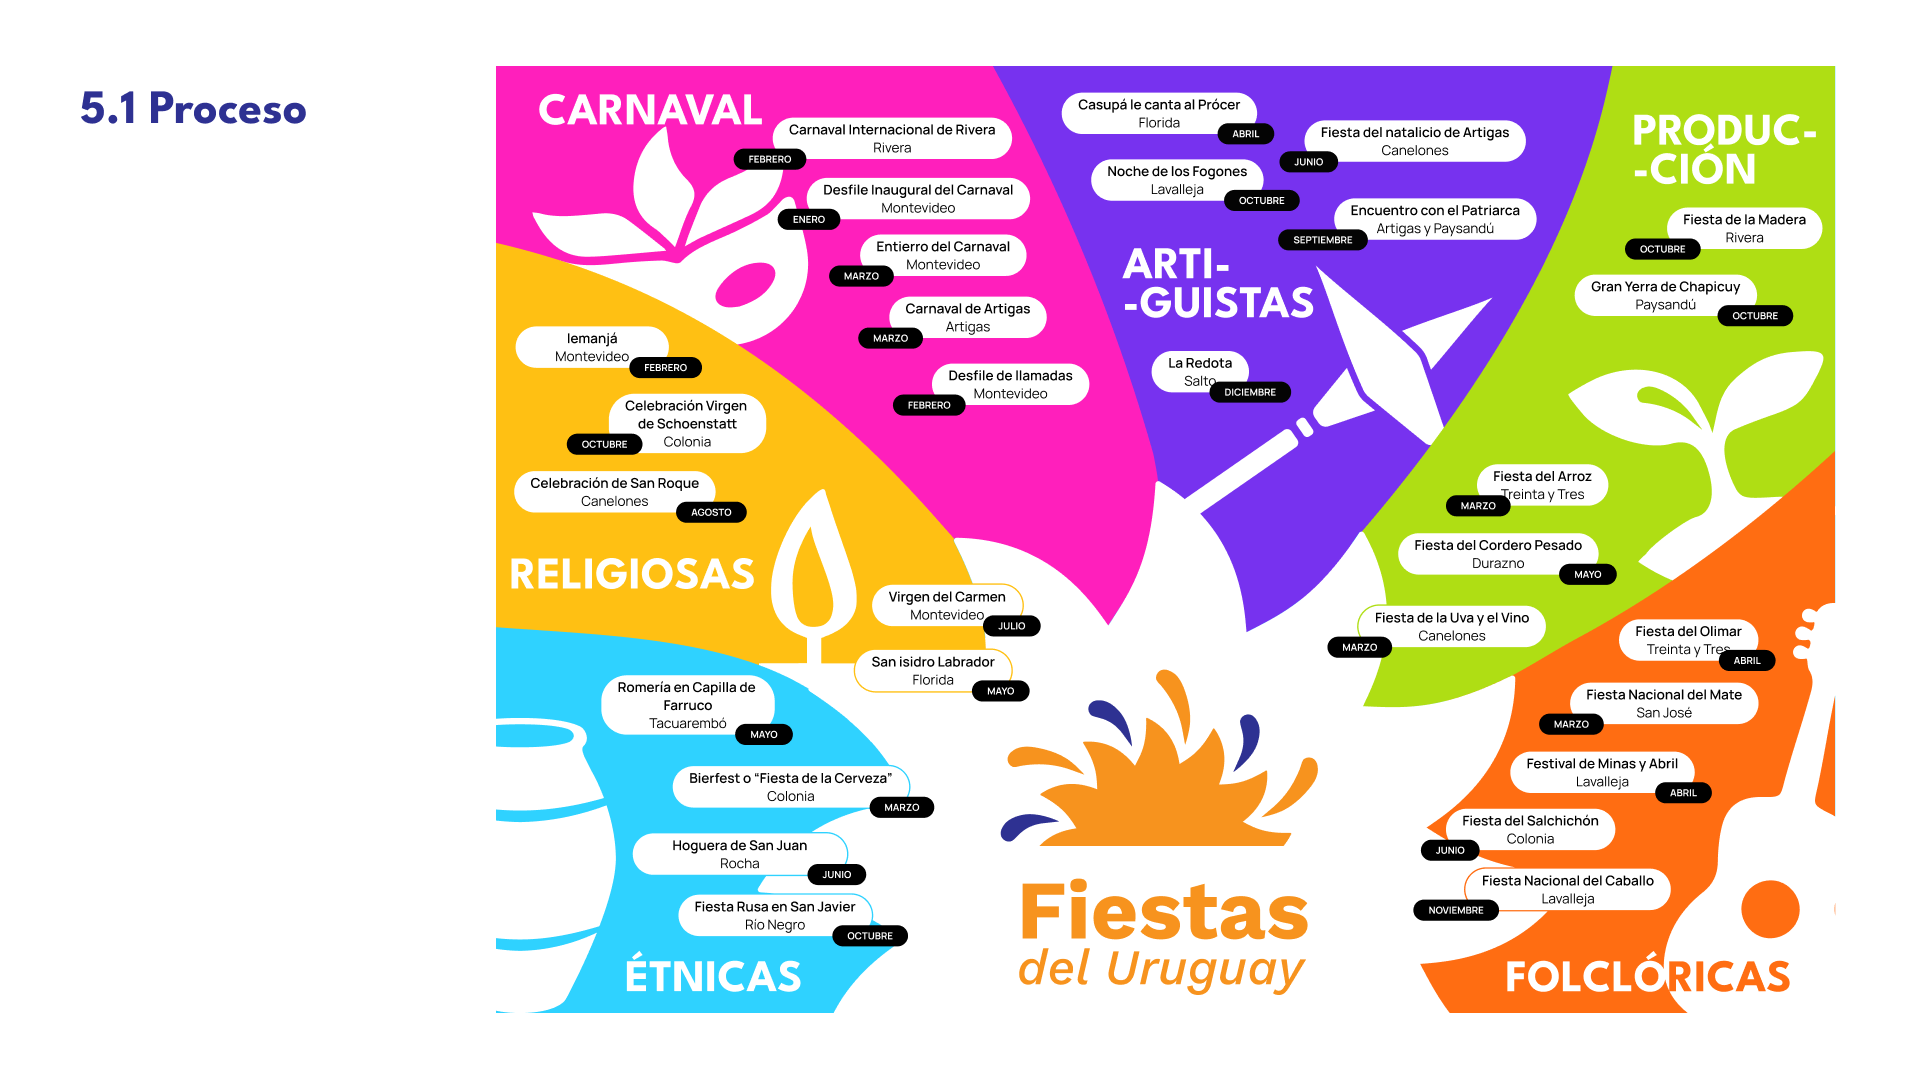 5.1 Proceso
CARNAVAL
Carnaval Internacional de Rivera
Rivera
FEBRERO
Desfile Inaugural del Carnaval
Montevideo
ENERO
Entierro del Carnaval
Montevideo
MARZO
Carnaval de Artigas
Artigas
MARZO
Desfile de llamadas
Montevideo
FEBRERO
Casupá le canta al Prócer
Florida
ABRIL
Fiesta del natalicio de Artigas
Canelones
JUNIO
Noche de los Fogones
Lavalleja
OCTUBRE
Encuentro con el Patriarca
Artigas y Paysandú
SEPTIEMBRE
ARTI-
-GUISTAS
La Redota
Salto
DICIEMBRE
PRODUC-
-CIÓN
Fiesta de la Madera
Rivera
OCTUBRE
Gran Yerra de Chapicuy
Paysandú
OCTUBRE
Fiesta del Arroz
Treinta y Tres
MARZO
Fiesta del Cordero Pesado
Durazno
MAYO
Fiesta de la Uva y el Vino
Canelones
MARZO
Iemanjá
Montevideo
FEBRERO
Celebración Virgen
de Schoenstatt
Colonia
OCTUBRE
Celebración de San Roque
Canelones
AGOSTO
RELIGIOSAS
Virgen del Carmen
Montevideo
JULIO
San isidro Labrador
Florida
MAYO
Romería en Capilla de
Farruco
Tacuarembó
MAYO
Bierfest o “Fiesta de la Cerveza”
Colonia
MARZO
Hoguera de San Juan
Rocha
JUNIO
Fiesta Rusa en San Javier
Río Negro
OCTUBRE
ÉTNICAS
Fiestas
del Uruguay
Fiesta del Olimar
Treinta y Tres
ABRIL
Fiesta Nacional del Mate
San José
MARZO
Festival de Minas y Abril
Lavalleja
ABRIL
Fiesta del Salchichón
Colonia
JUNIO
Fiesta Nacional del Caballo
Lavalleja
NOVIEMBRE
FOLCLÓRICAS